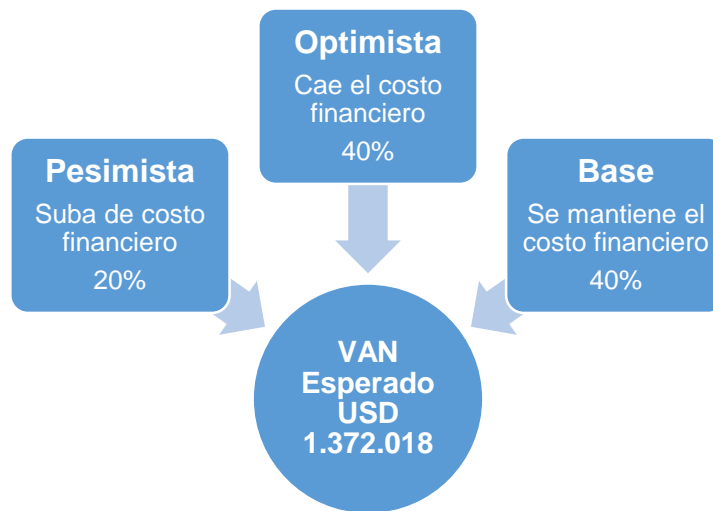 Optimista
Cae el costo
financiero
40%
Pesimista
Suba de costo
financiero
20%
Base
Se mantiene el
costo financiero
40%
VAN
Esperado
USD
1.372.018